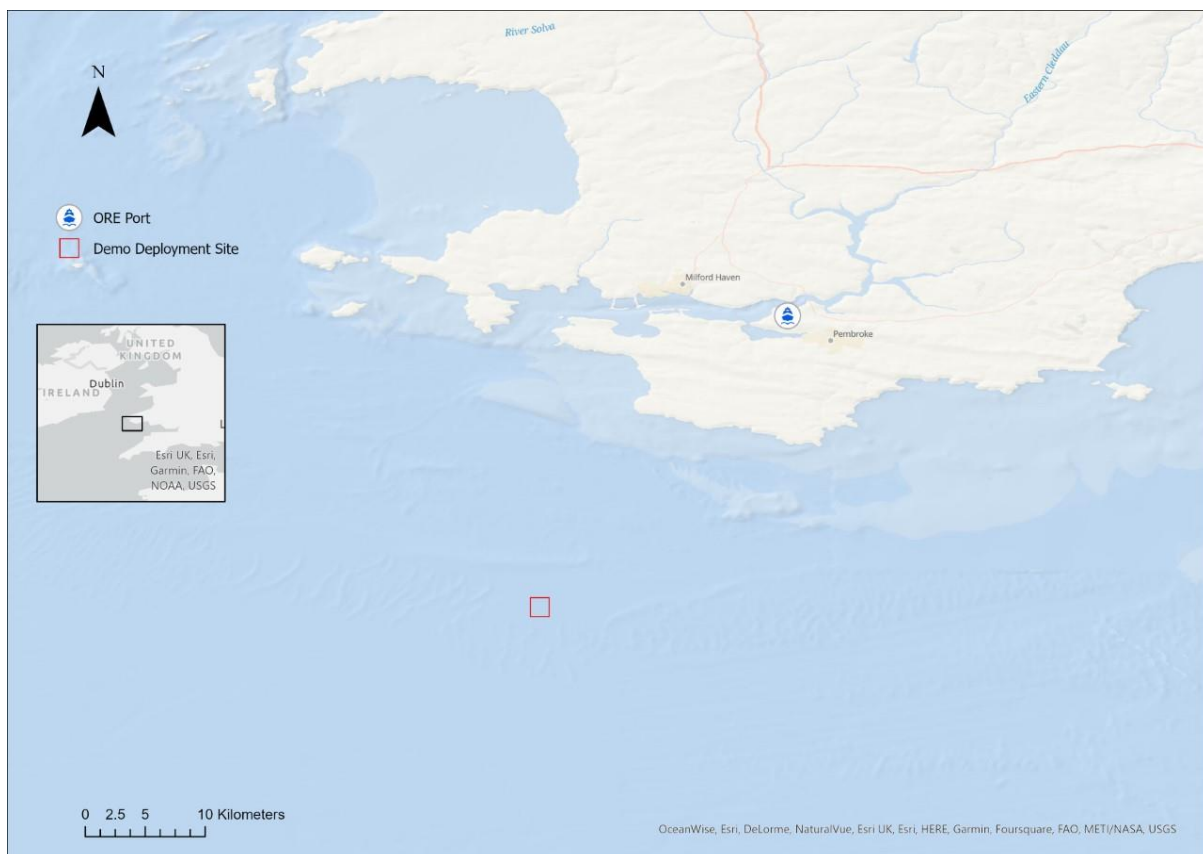 River Solva
Eastern Cleddau
N
ORE Port
Demo Deployment Site
Milford Haven
Pembroke
UNITED
KINGDOM
Dublin
IRELAND
L
Esri UK, Esri,
Garmin, FAO,
NOAA, USGS
0 2.5 5 10 Kilometers
OceanWise, Esri, DeLorme, NaturalVue, Esri UK, Esri, HERE, Garmin, Foursquare, FAO, METI/NASA, USGS